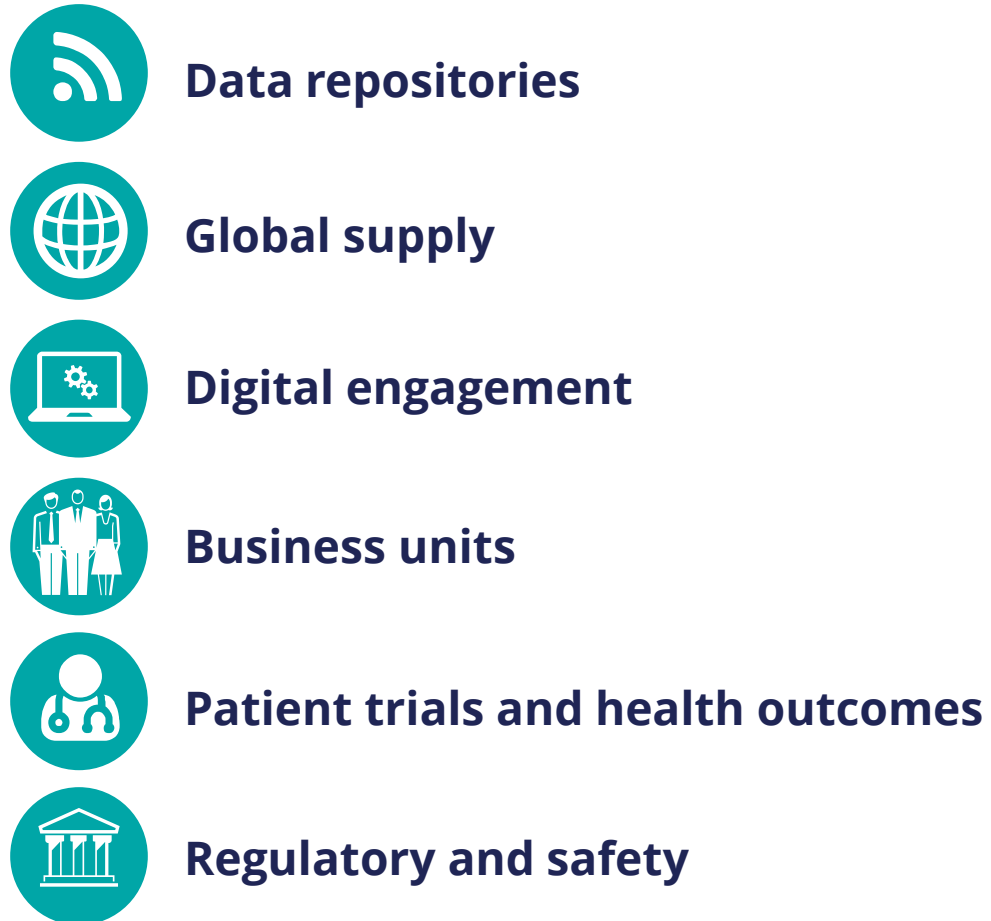 Data repositories
Global supply
Digital engagement
Business units
Patient trials and health outcomes
Regulatory and safety